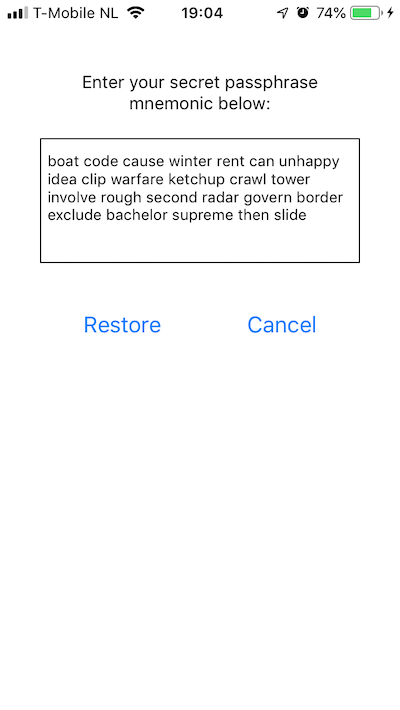 T-Mobile NL 19:04 74%
Enter your secret passphrase
mnemonic below:
boat code cause winter rent can unhappy
idea clip warfare ketchup crawl tower
involve rough second radar govern border
exclude bachelor supreme then slide
Restore Cancel